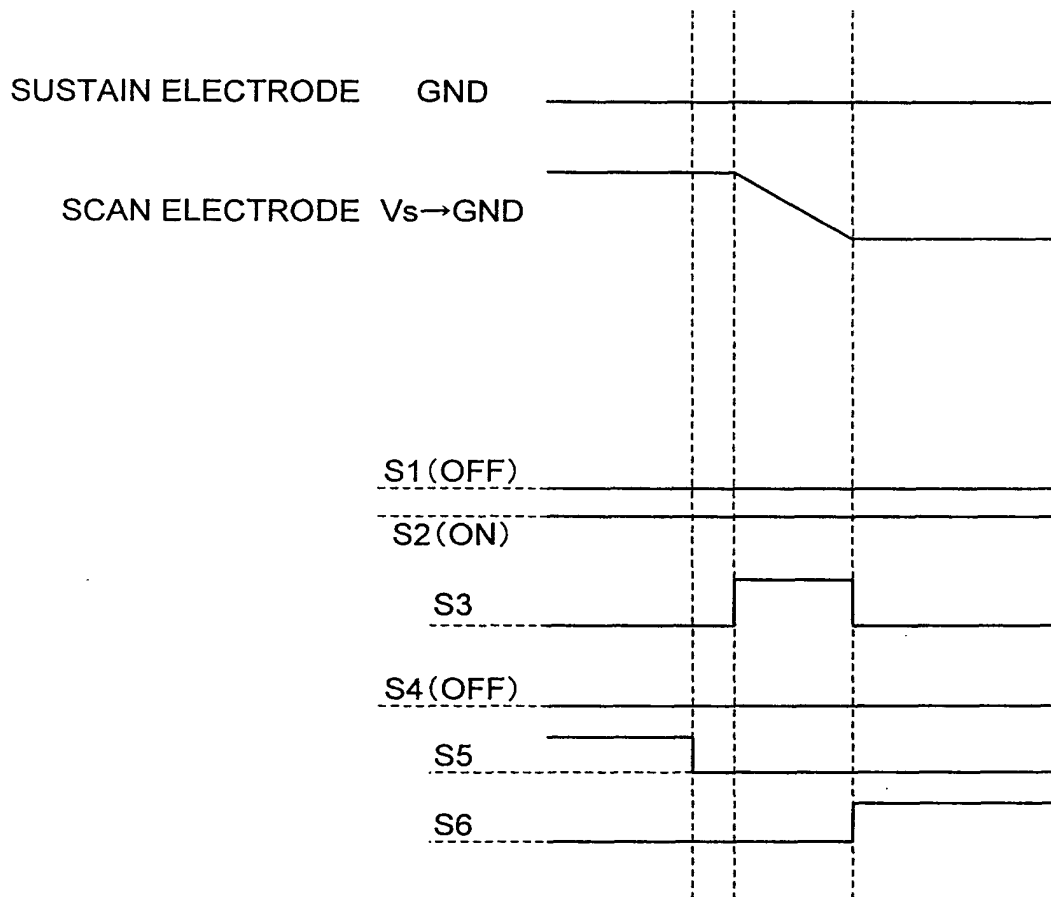 SUSTAIN ELECTRODE GND
SCAN ELECTRODE Vs→GND
S1(OFF)
S2(ON)
S3
S4(OFF)
S5
S6